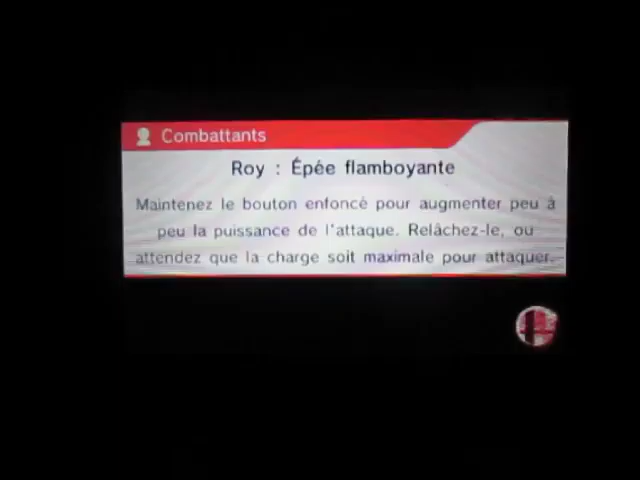 Combattants
Roy : Épée flamboyante
Maintenez le bouton enfoncé pour augmenter peu à
peu la puissance de l'attaque. Relâchez-le, ou
attendez que la charge soit maximale pour attaquer.